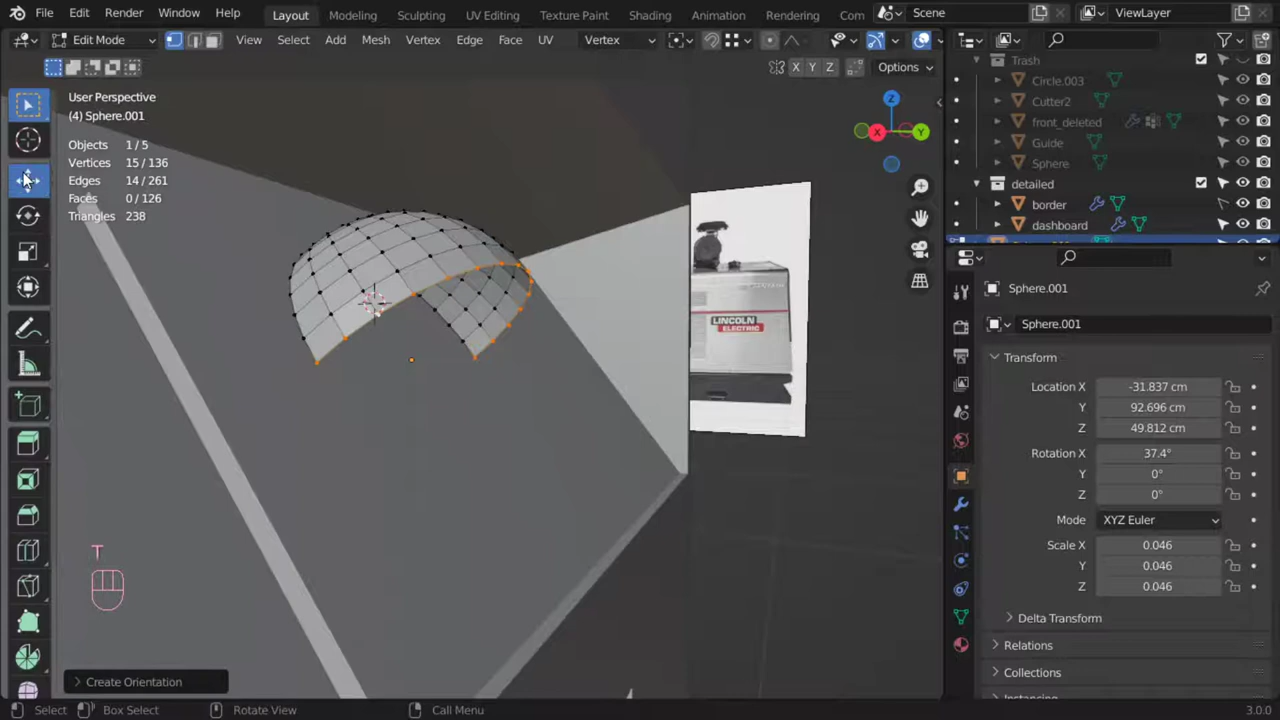 File Edit Render Window Help Layout Modeling Sculpting UV Editing Texture Paint Shading Animation Rendering Com Scene ViewLayer
Edit Mode View Select Add Mesh Vertex Edge Face UV Vertex
X Y Z Options
User Perspective
(4) Sphere.001
Objects 1 / 5
Vertices 15 / 136
Edges 14 / 261
Faces 0 / 126
Triangles 238
Z
X
Y
LINCOLN
ELECTRIC
T
Create Orientation
Trash
Circle.003
Cutter2
front_deleted
Guide
Sphere
detailed
border
dashboard
Sphere.001
Sphere.001
Transform
Location X -31.837 cm
Y 92.696 cm
Z 49.812 cm
Rotation X 37.4°
Y 0°
Z 0°
Mode XYZ Euler
Scale X 0.046
Y 0.046
Z 0.046
Delta Transform
Relations
Collections
Instancing
Select Box Select Rotate View Call Menu 3.0.0